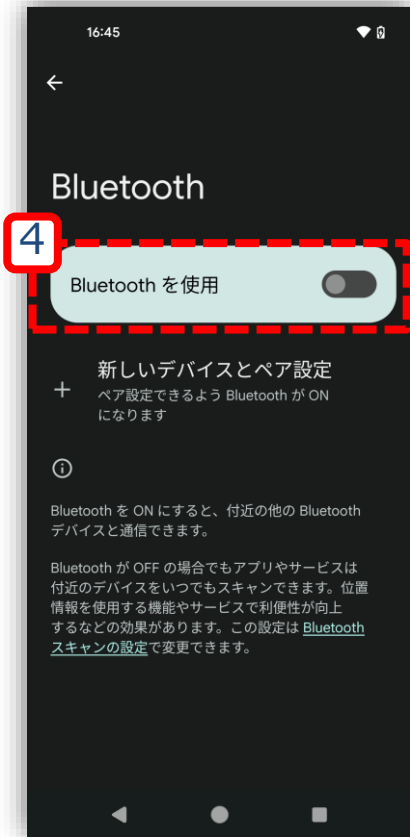 16:45
Bluetooth
4
Bluetooth を使用
新しいデバイスとペア設定
ペア設定できるよう Bluetooth が ON
になります
Bluetooth を ON にすると、付近の他の Bluetooth
デバイスと通信できます。
Bluetooth が OFF の場合でもアプリやサービスは
付近のデバイスをいつでもスキャンできます。位置
情報を使用する機能やサービスで利便性が向上
するなどの効果があります。この設定は Bluetooth
スキャンの設定で変更できます。